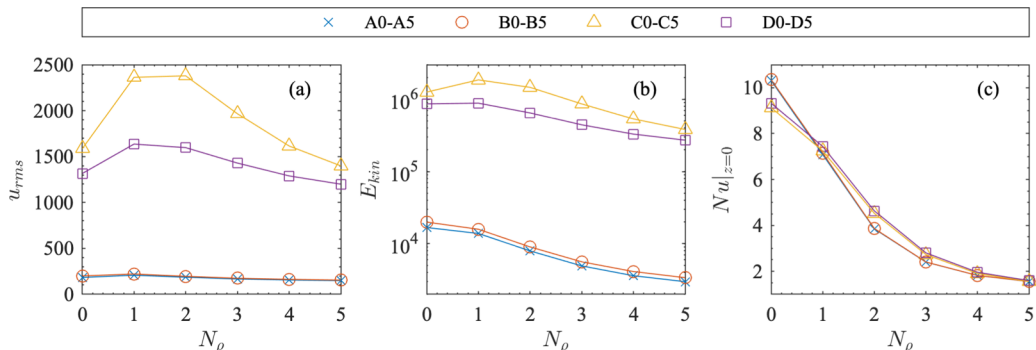 A0-A5 B0-B5 C0-C5 D0-D5
(a)
u_rms
2500
2000
1500
1000
500
0
0 1 2 3 4 5
N_ρ
(b)
E_kin
10^6
10^5
10^4
0 1 2 3 4 5
N_ρ
(c)
Nu|_{z=0}
10
8
6
4
2
0 1 2 3 4 5
N_ρ